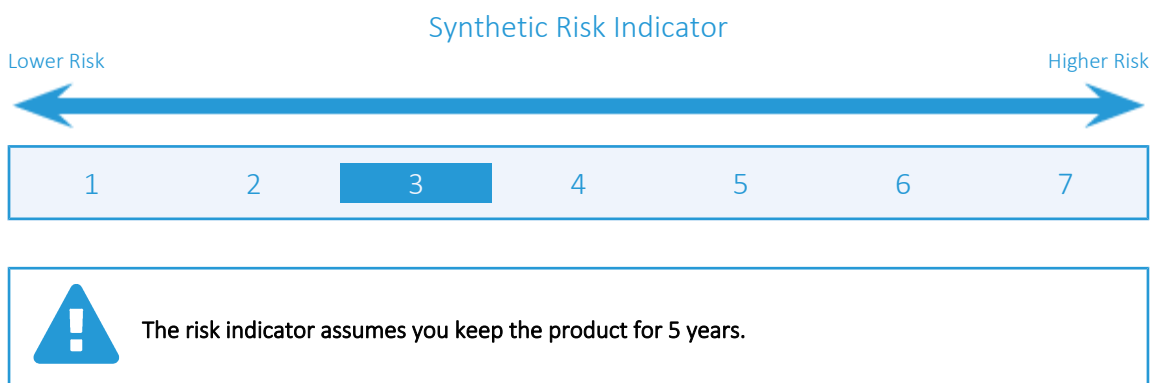 Synthetic Risk Indicator
Lower Risk Higher Risk
1 2 3 4 5 6 7
The risk indicator assumes you keep the product for 5 years.